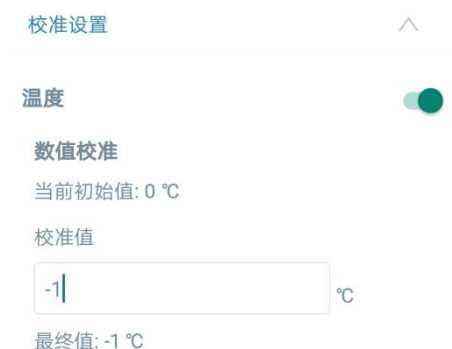 校准设置
温度
数值校准
当前初始值: 0 ℃
校准值
-1
℃
最终值: -1 ℃